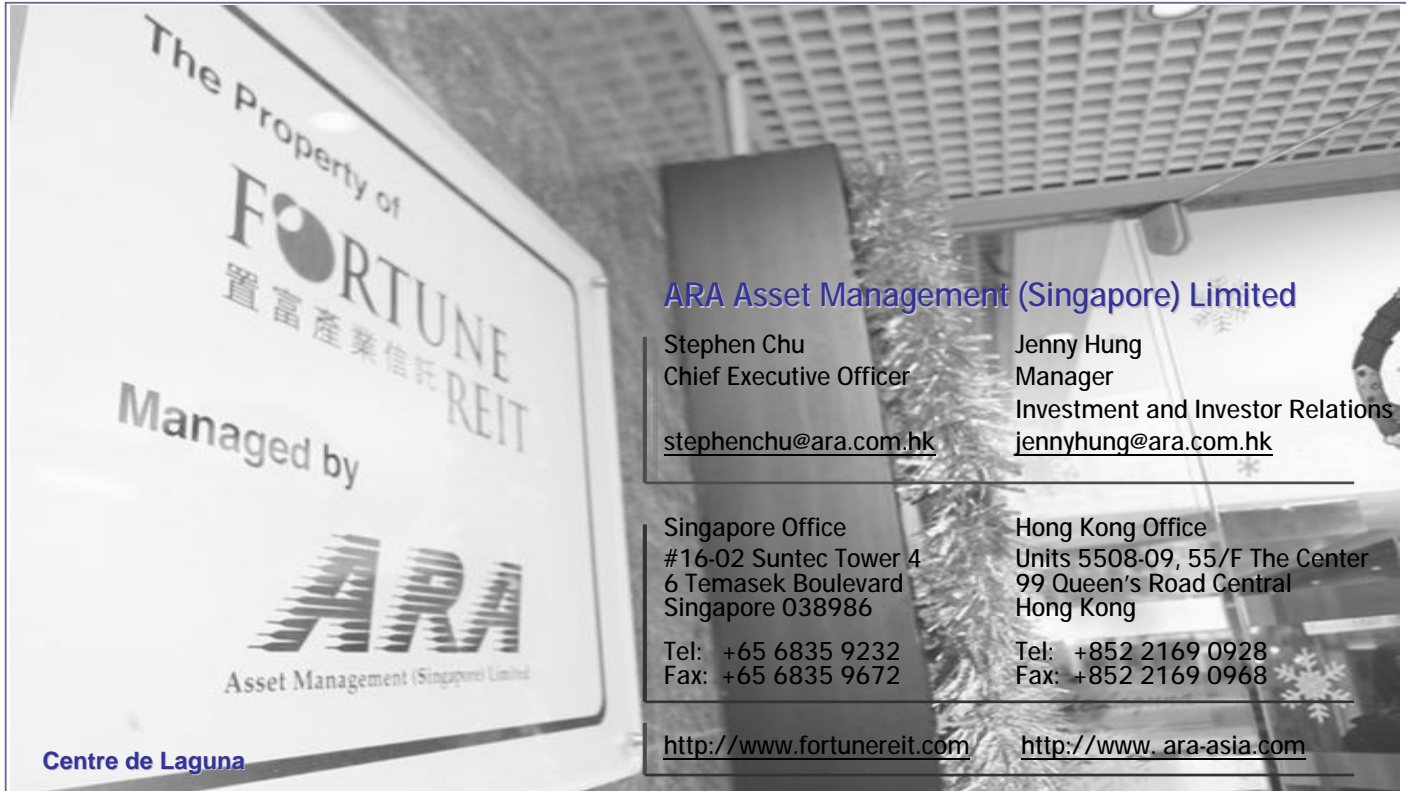 The Property of
FORTUNE
置富產業信託
REIT
Managed by
ARA
Asset Management (Singapore) Limited
Centre de Laguna
ARA Asset Management (Singapore) Limited
Stephen Chu
Chief Executive Officer
stephenchu@ara.com.hk
Jenny Hung
Manager
Investment and Investor Relations
jennyhung@ara.com.hk
Singapore Office
#16-02 Suntec Tower 4
6 Temasek Boulevard
Singapore 038986
Tel: +65 6835 9232
Fax: +65 6835 9672
Hong Kong Office
Units 5508-09, 55/F The Center
99 Queen's Road Central
Hong Kong
Tel: +852 2169 0928
Fax: +852 2169 0968
http://www.fortunereit.com
http://www. ara-asia.com